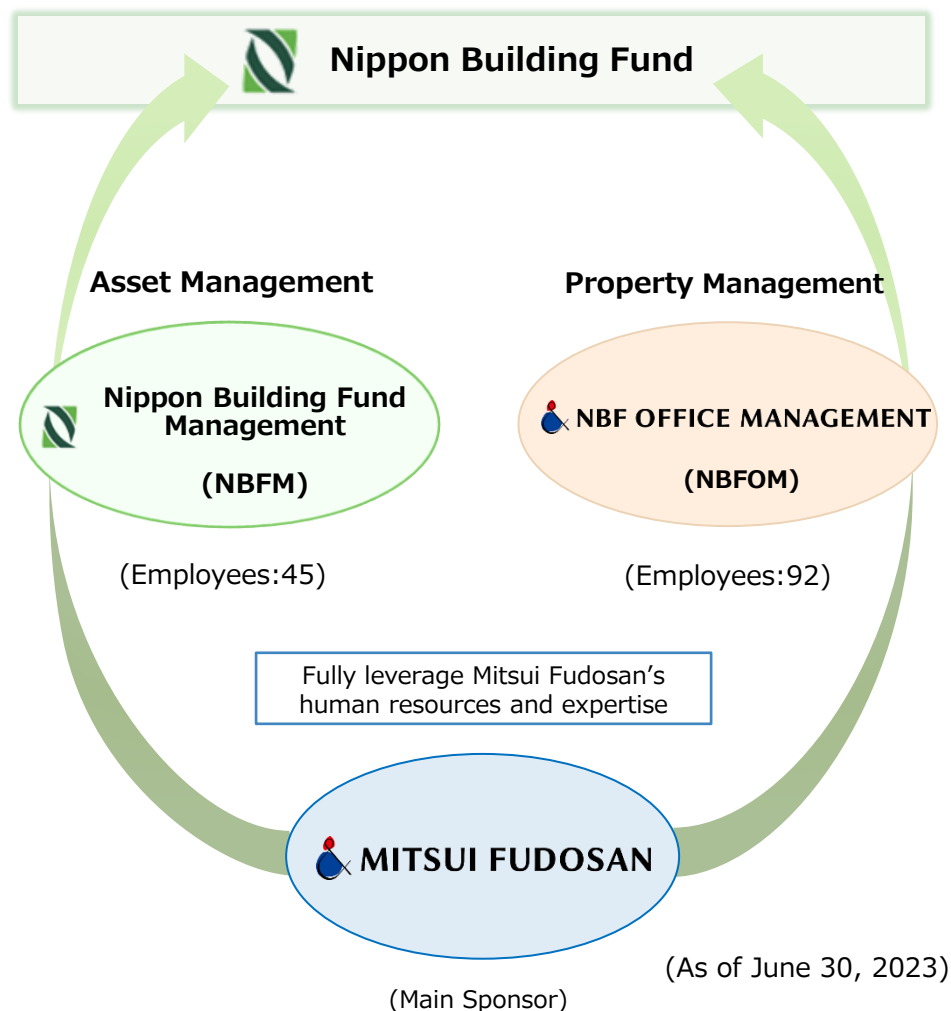 Nippon Building Fund
Asset Management
Property Management
Nippon Building Fund
Management
(NBFM)
NBF OFFICE MANAGEMENT
(NBFOM)
(Employees:45)
(Employees:92)
Fully leverage Mitsui Fudosan’s
human resources and expertise
MITSUI FUDOSAN
(As of June 30, 2023)
(Main Sponsor)